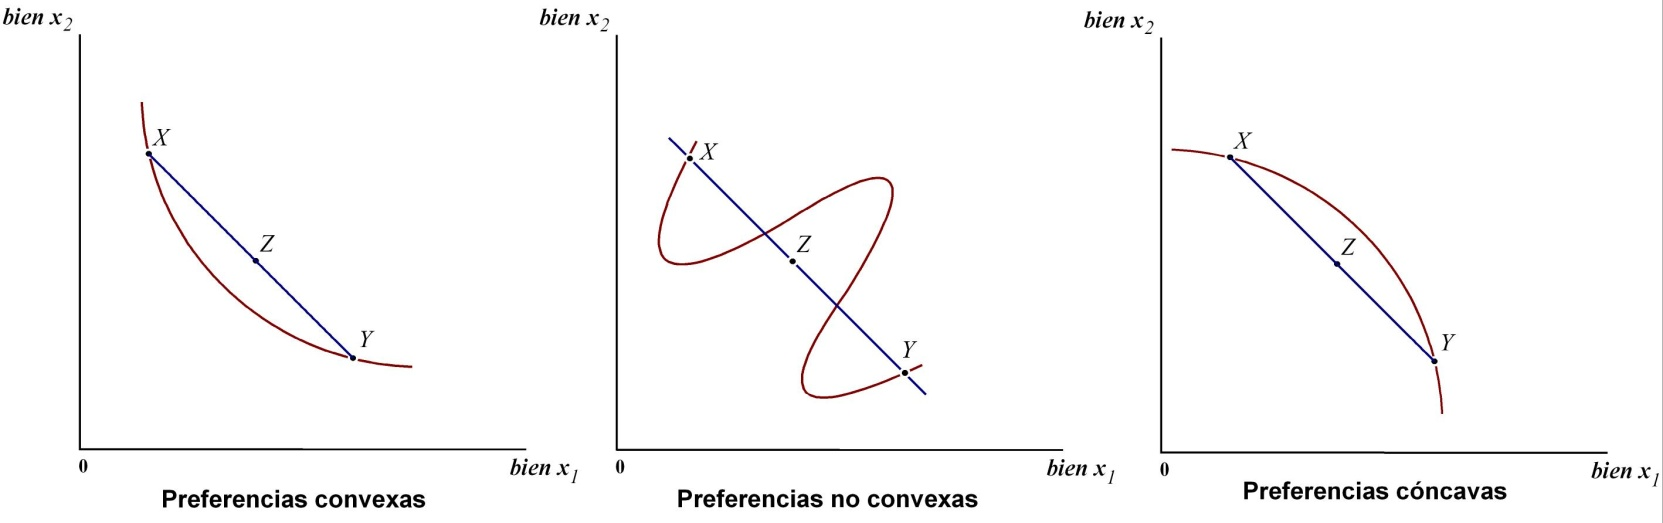 bien x2
X
Z
Y
0
bien x1
Preferencias convexas
bien x2
X
Z
Y
0
bien x1
Preferencias no convexas
bien x2
X
Z
Y
0
bien x1
Preferencias cóncavas